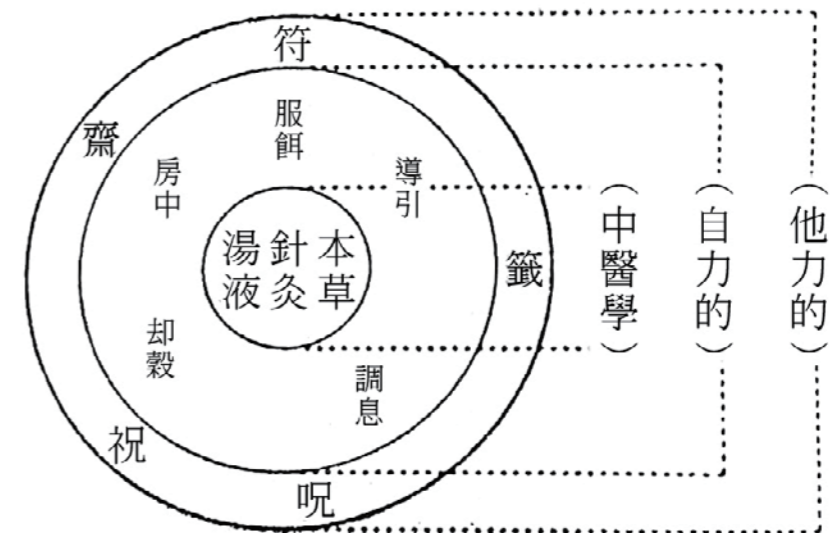 符
齋
籤
祝
呪
服餌
房中
導引
却穀
調息
本草
針灸
湯液
（中醫學）
（自力的）
（他力的）